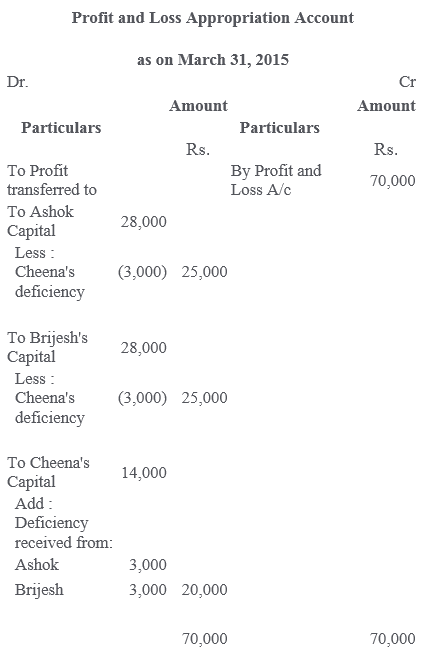 Profit and Loss Appropriation Account
as on March 31, 2015
Dr. Cr
Amount Amount
Particulars Particulars
Rs. Rs.
To Profit transferred to By Profit and Loss A/c 70,000
To Ashok Capital 28,000
Less : Cheena's deficiency (3,000) 25,000
To Brijesh's Capital 28,000
Less : Cheena's deficiency (3,000) 25,000
To Cheena's Capital 14,000
Add : Deficiency received from:
Ashok 3,000
Brijesh 3,000 20,000
70,000 70,000